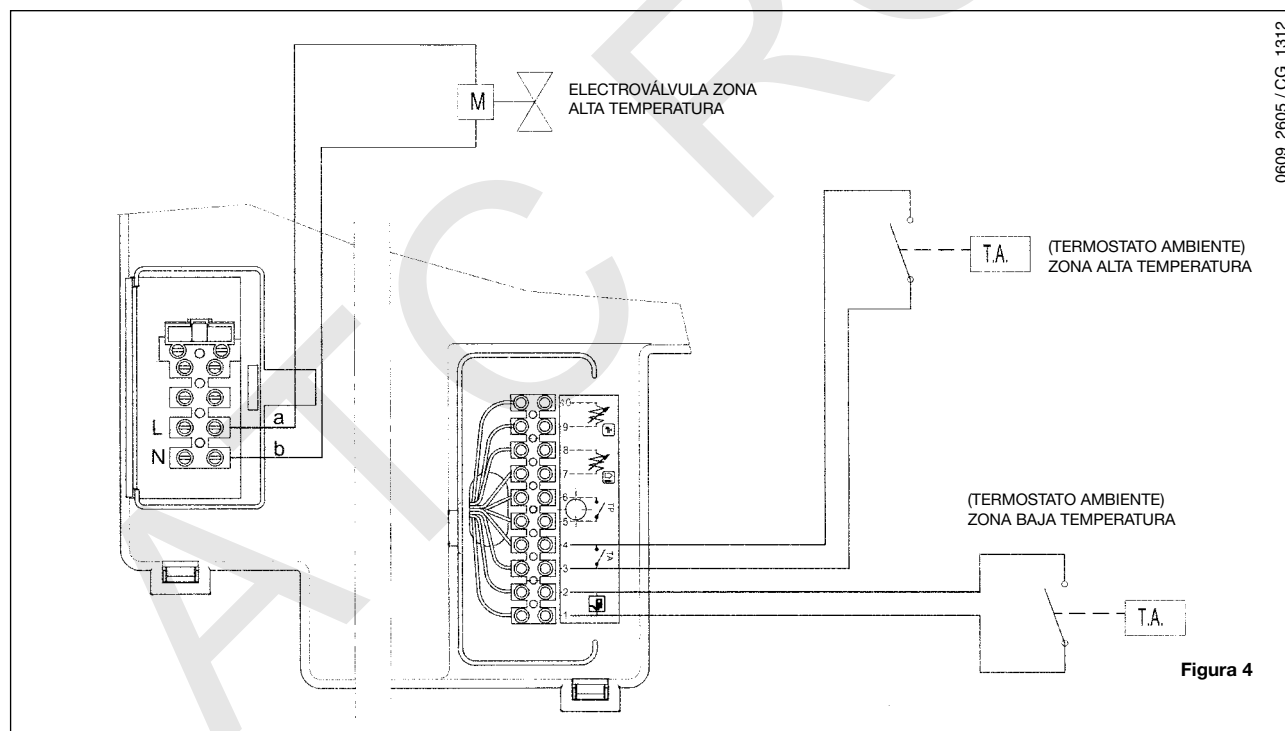 0609_2605 / CG_1312
ELECTROVÁLVULA ZONA
ALTA TEMPERATURA
M
T.A.
(TERMOSTATO AMBIENTE)
ZONA ALTA TEMPERATURA
L
a
N
b
10
9
8
7
6
5
4
3
2
1
TP
TA
(TERMOSTATO AMBIENTE)
ZONA BAJA TEMPERATURA
T.A.
Figura 4